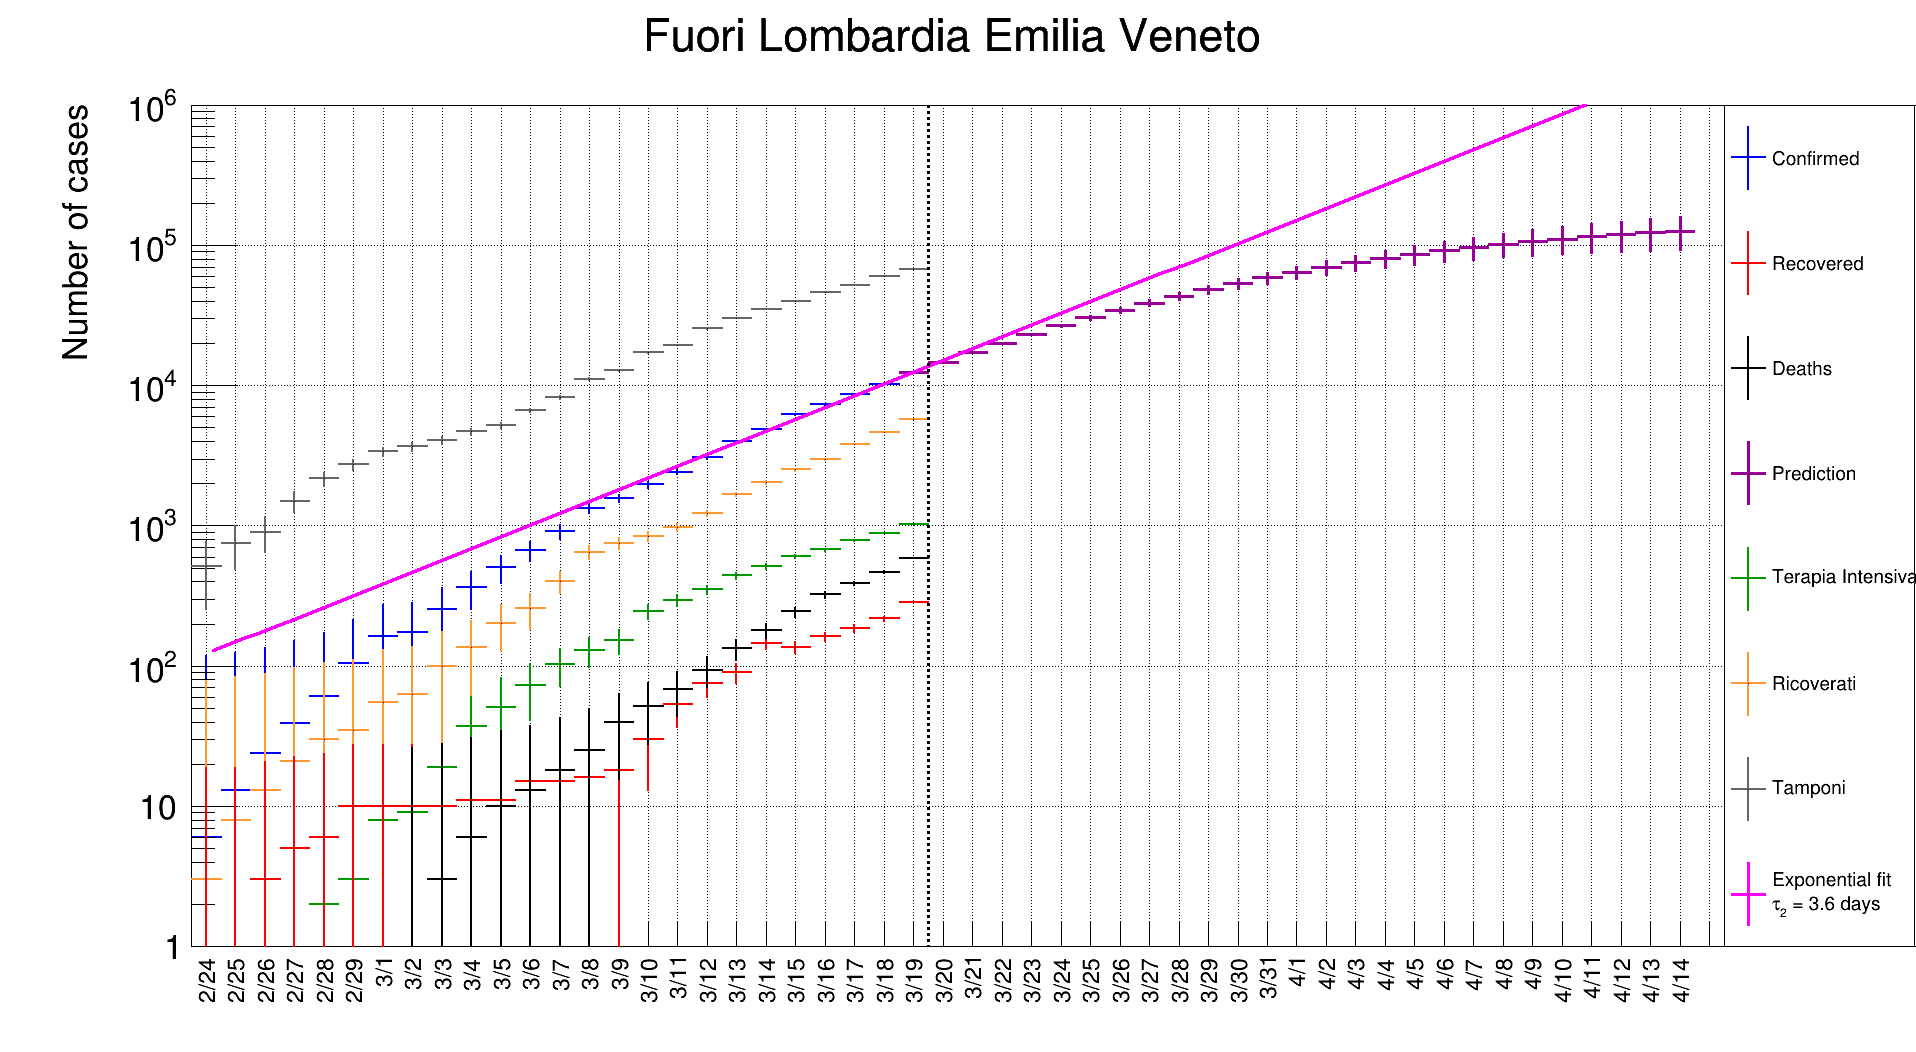 Fuori Lombardia Emilia Veneto
Number of cases
10^6
10^5
10^4
10^3
10^2
10
1
2/24 2/25 2/26 2/27 2/28 2/29 3/1 3/2 3/3 3/4 3/5 3/6 3/7 3/8 3/9 3/10 3/11 3/12 3/13 3/14 3/15 3/16 3/17 3/18 3/19 3/20 3/21 3/22 3/23 3/24 3/25 3/26 3/27 3/28 3/29 3/30 3/31 4/1 4/2 4/3 4/4 4/5 4/6 4/7 4/8 4/9 4/10 4/11 4/12 4/13 4/14
Confirmed
Recovered
Deaths
Prediction
Terapia Intensiva
Ricoverati
Tamponi
Exponential fit
τ₂ = 3.6 days